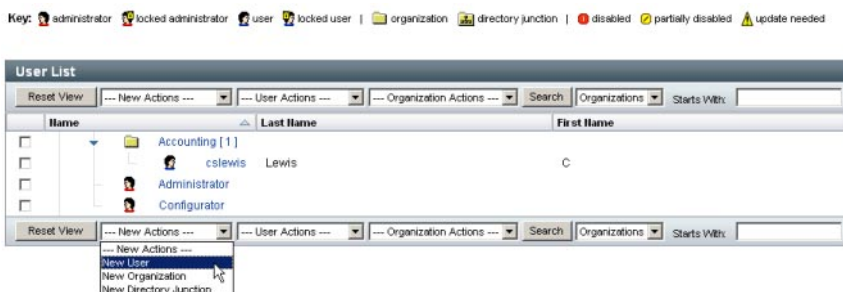 Key: administrator locked administrator user locked user | organization directory junction | disabled partially disabled update needed
User List
Reset View --- New Actions --- --- User Actions --- --- Organization Actions --- Search Organizations Starts With:
Name Last Name First Name
Accounting [1]
cslewis Lewis C
Administrator
Configurator
Reset View --- New Actions --- --- User Actions --- --- Organization Actions --- Search Organizations Starts With:
--- New Actions ---
New User
New Organization
New Directory Junction